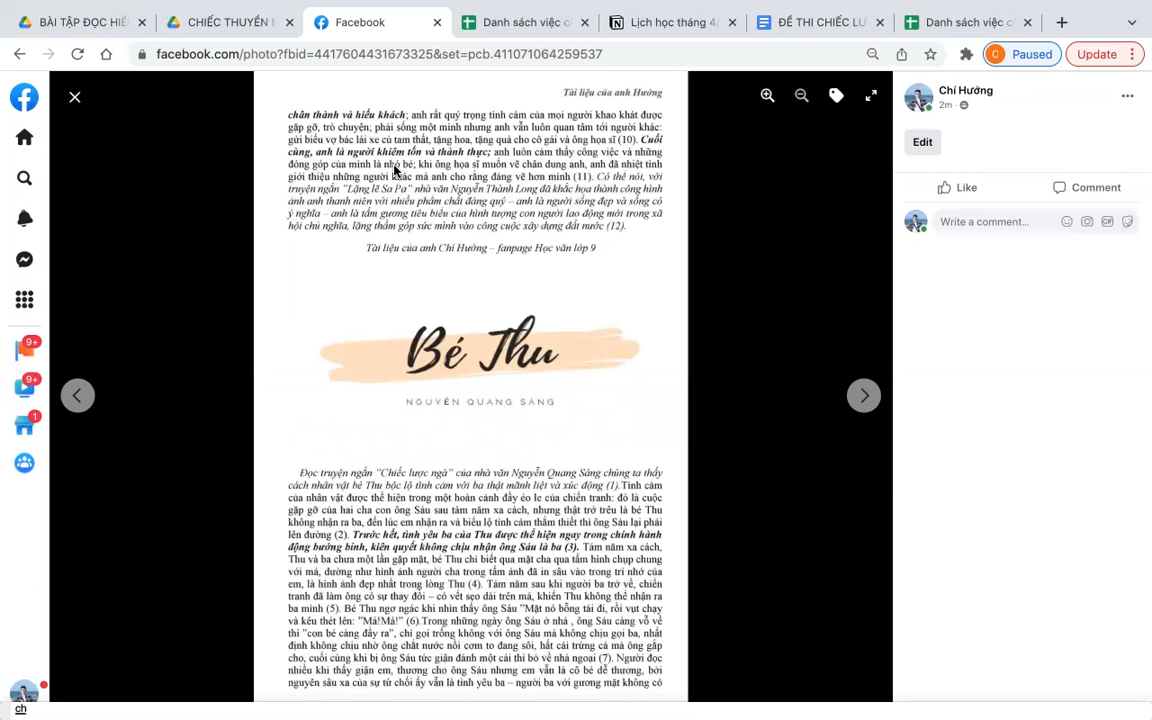 BÀI TẬP ĐỌC HIỂ
CHIẾC THUYỀN N
Facebook
Danh sách việc c
Lịch học tháng 4/
ĐỀ THI CHIẾC LƯ
Danh sách việc c
facebook.com/photo?fbid=4417604431673325&set=pcb.411071064259537
C Paused
Update
Tài liệu của anh Hướng
chân thành và hiếu khách; anh rất quý trọng tình cảm của mọi người khao khát được
gặp gỡ, trò chuyện; phải sống một mình nhưng anh vẫn luôn quan tâm tới người khác:
gửi biếu vợ bác lái xe củ tam thất, tặng hoa, tặng quà cho cô gái và ông họa sĩ (10). Cuối
cùng, anh là người khiêm tốn và thành thực; anh luôn cảm thấy công việc và những
đóng góp của mình là nhỏ bé; khi ông họa sĩ muốn vẽ chân dung anh, anh đã nhiệt tình
giới thiệu những người khác mà anh cho rằng đáng vẽ hơn mình (11). Có thể nói, với
truyện ngắn "Lặng lẽ Sa Pa" nhà văn Nguyễn Thành Long đã khắc họa thành công hình
ảnh anh thanh niên với nhiều phẩm chất đáng quý – anh là người sống đẹp và sống có
ý nghĩa – anh là tấm gương tiêu biểu của hình tượng con người lao động mới trong xã
hội chủ nghĩa, lặng thầm góp sức mình vào công cuộc xây dựng đất nước (12).
Tài liệu của anh Chí Hướng – fanpage Học văn lớp 9
Bé Thu
NGUYỄN QUANG SÁNG
Đọc truyện ngắn "Chiếc lược ngà" của nhà văn Nguyễn Quang Sáng chúng ta thấy
cách nhân vật bé Thu bộc lộ tình cảm với ba thật mãnh liệt và xúc động (1).Tình cảm
của nhân vật được thể hiện trong một hoàn cảnh đầy éo le của chiến tranh: đó là cuộc
gặp gỡ của hai cha con ông Sáu sau tám năm xa cách, nhưng thật trớ trêu là bé Thu
không nhận ra ba, đến lúc em nhận ra và biểu lộ tình cảm thắm thiết thì ông Sáu lại phải
lên đường (2). Trước hết, tình yêu ba của Thu được thể hiện ngay trong chính hành
động bướng bỉnh, kiên quyết không chịu nhận ông Sáu là ba (3). Tám năm xa cách,
Thu và ba chưa một lần gặp mặt, bé Thu chỉ biết qua mặt cha qua tấm hình chụp chung
với má, dường như hình ảnh người cha trong tấm ảnh đã in sâu vào trong trí nhớ của
em, là hình ảnh đẹp nhất trong lòng Thu (4). Tám năm sau khi người ba trở về, chiến
tranh đã làm ông có sự thay đổi – có vết sẹo dài trên má, khiến Thu không thể nhận ra
ba mình (5). Bé Thu ngơ ngác khi nhìn thấy ông Sáu "Mặt nó bỗng tái đi, rồi vụt chạy
và kêu thét lên: "Má!Má!" (6).Trong những ngày ông Sáu ở nhà , ông Sáu càng vỗ về
thì "con bé càng đẩy ra", chỉ gọi trống không với ông Sáu mà không chịu gọi ba, nhất
định không chịu nhờ ông chắt nước nồi cơm to đang sôi, hất cái trứng cá mà ông gắp
cho, cuối cùng khi bị ông Sáu tức giận đánh một cái thì bỏ về nhà ngoại (7). Người đọc
nhiều khi thấy giận em, thương cho ông Sáu nhưng em vẫn là cô bé dễ thương, bởi
nguyên sâu xa của sự từ chối ấy vẫn là tình yêu ba – người ba với gương mặt không có
Chí Hướng
2m
Edit
Like
Comment
Write a comment...
GIF
9+
9+
1
ch